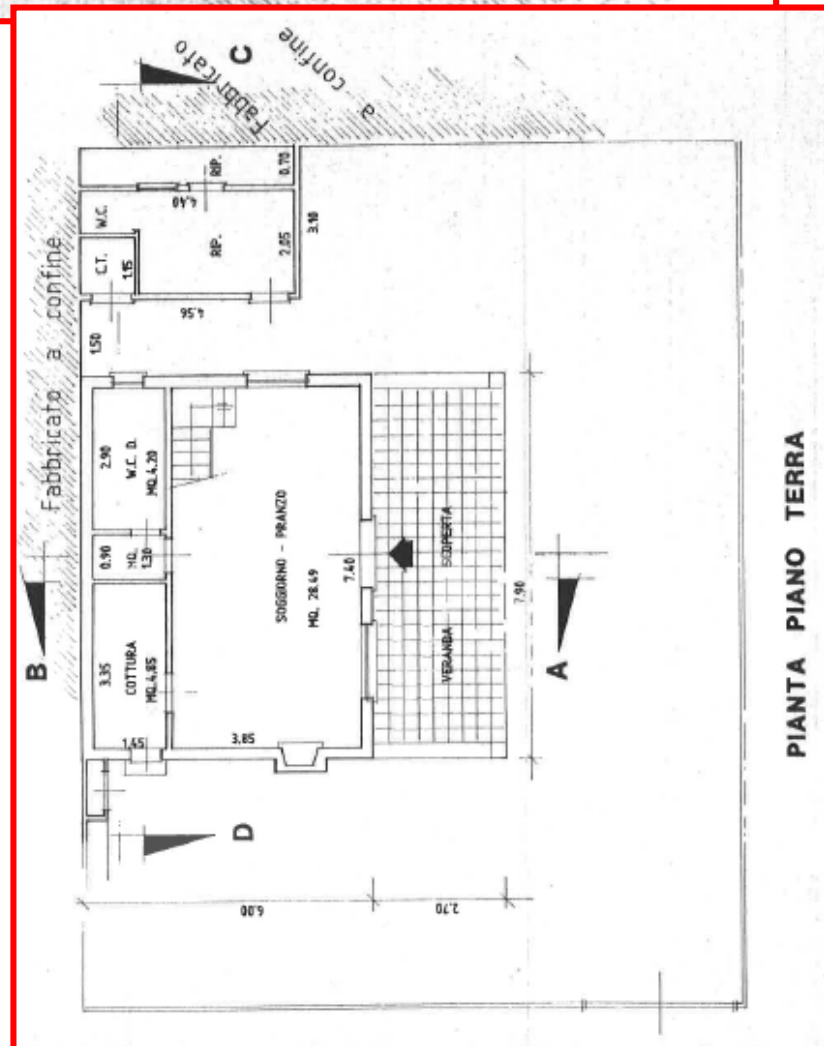 Fabbricato
a confine
C
Fabbricato a confine
RIP.
0.70
4,40
W.C.
RIP.
2.05
3.10
C.T.
1.15
4,56
1.50
2.90
W.C. D.
MQ.4.20
0.90
MQ.
1.30
3.35
COTTURA
MQ.4,85
1,45
SOGGIORNO - PRANZO
MQ. 28.49
7.40
3,85
VERANDA
SCOPERTA
7.90
B
A
D
6.00
2.70
PIANTA PIANO TERRA